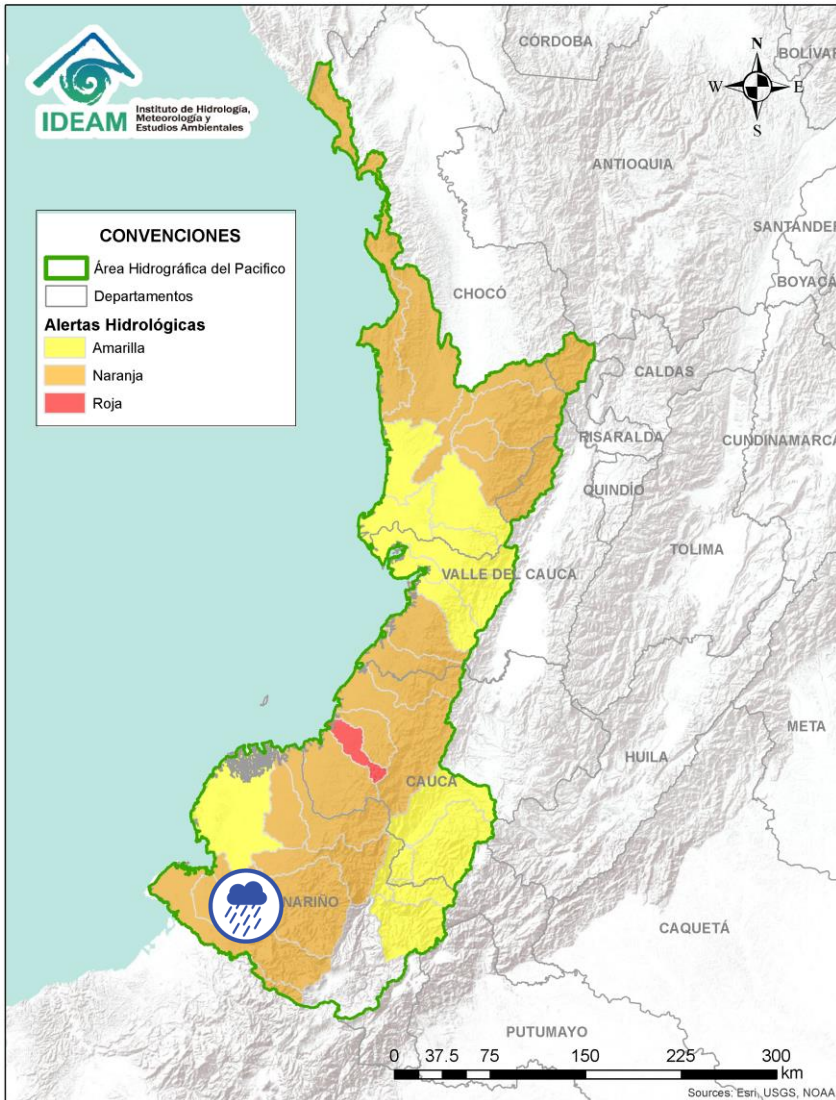 IDEAM
Instituto de Hidrología,
Meteorología y
Estudios Ambientales
N
W
E
S
CÓRDOBA
BOLÍVAR
ANTIOQUIA
SANTANDER
BOYACÁ
CONVENCIONES
Área Hidrográfica del Pacifico
Departamentos
Alertas Hidrológicas
Amarilla
Naranja
Roja
CHOCÓ
CALDAS
RISARALDA
CUNDINAMARCA
QUINDÍO
TOLIMA
VALLE DEL CAUCA
META
HUILA
CAUCA
NARIÑO
CAQUETÁ
PUTUMAYO
0 37.5 75 150 225 300
km
Sources: Esri, USGS, NOAA